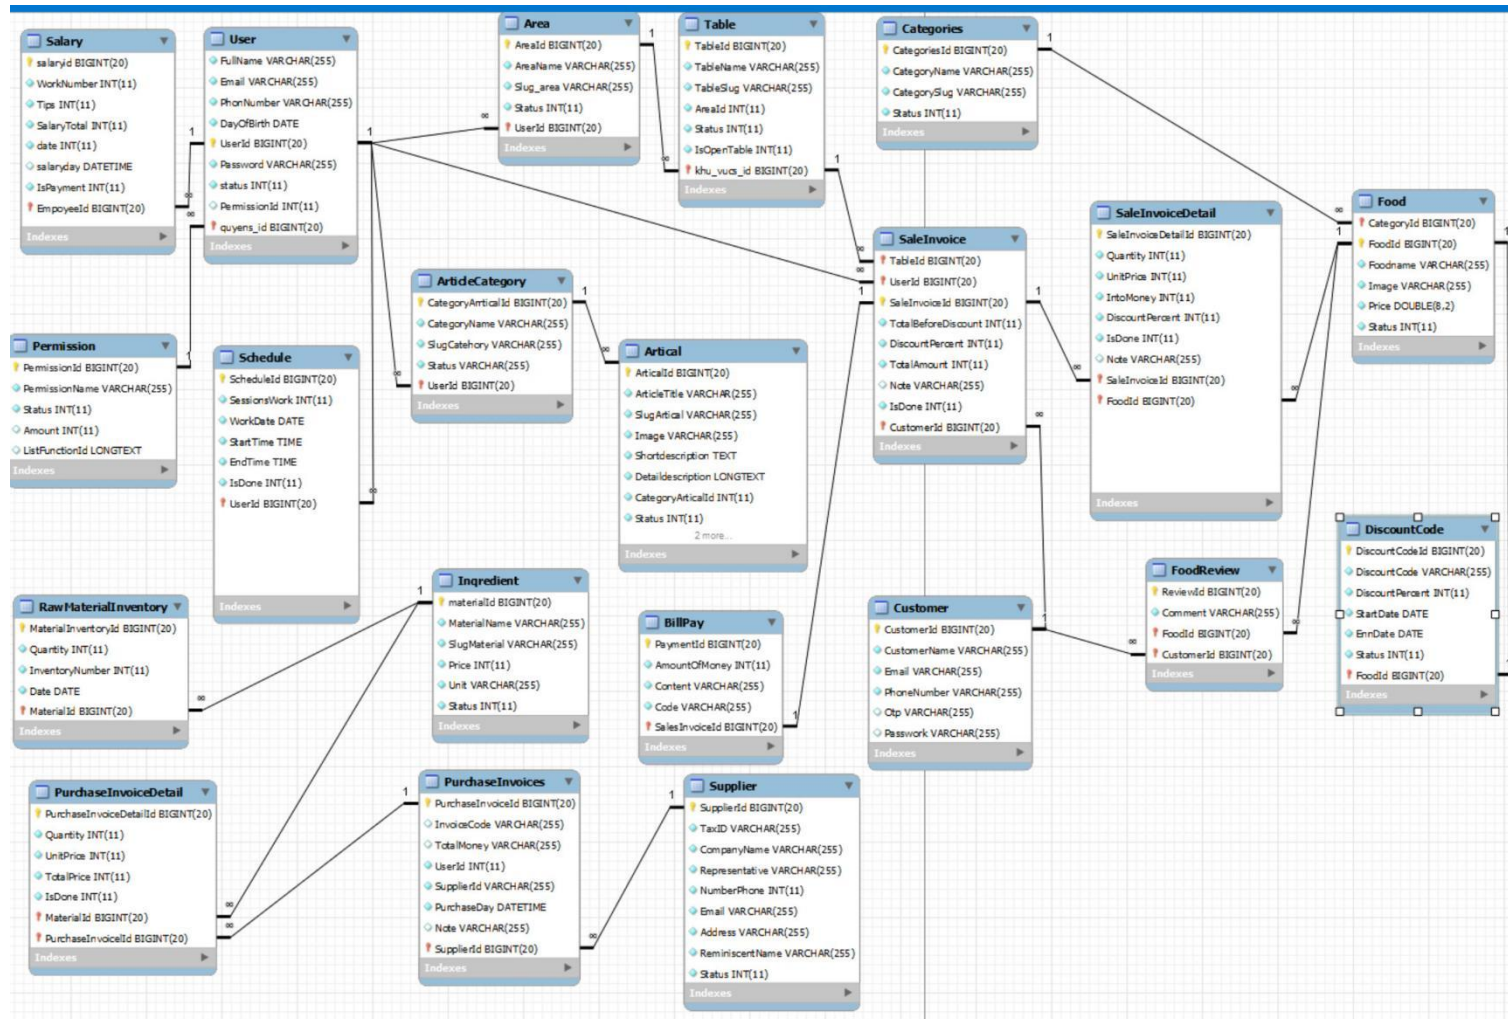 Salary
salaryid BIGINT(20)
WorkNumber INT(11)
Tips INT(11)
SalaryTotal INT(11)
date INT(11)
salaryday DATETIME
IsPayment INT(11)
EmpoyeeId BIGINT(20)
Indexes
User
FullName VARCHAR(255)
Email VARCHAR(255)
PhonNumber VARCHAR(255)
DayOfBirth DATE
UserId BIGINT(20)
Password VARCHAR(255)
status INT(11)
PermissionId INT(11)
quyens_id BIGINT(20)
Indexes
Area
AreaId BIGINT(20)
AreaName VARCHAR(255)
Slug_area VARCHAR(255)
Status INT(11)
UserId BIGINT(20)
Indexes
Table
TableId BIGINT(20)
TableName VARCHAR(255)
TableSlug VARCHAR(255)
AreaId INT(11)
Status INT(11)
IsOpenTable INT(11)
khu_vucs_id BIGINT(20)
Indexes
Categories
CategoriesId BIGINT(20)
CategoryName VARCHAR(255)
CategorySlug VARCHAR(255)
Status INT(11)
Indexes
SaleInvoiceDetail
SaleInvoiceDetailId BIGINT(20)
Quantity INT(11)
UnitPrice INT(11)
IntoMoney INT(11)
DiscountPercent INT(11)
IsDone INT(11)
Note VARCHAR(255)
SaleInvoiceId BIGINT(20)
FoodId BIGINT(20)
Indexes
Food
CategoryId BIGINT(20)
FoodId BIGINT(20)
Foodname VARCHAR(255)
Image VARCHAR(255)
Price DOUBLE(8,2)
Status INT(11)
Indexes
SaleInvoice
TableId BIGINT(20)
UserId BIGINT(20)
SaleInvoiceId BIGINT(20)
TotalBeforeDiscount INT(11)
DiscountPercent INT(11)
TotalAmount INT(11)
Note VARCHAR(255)
IsDone INT(11)
CustomerId BIGINT(20)
Indexes
ArticleCategory
CategoryArrticalId BIGINT(20)
CategoryName VARCHAR(255)
SlugCatehory VARCHAR(255)
Status VARCHAR(255)
UserId BIGINT(20)
Indexes
Permission
PermissionId BIGINT(20)
PermissionName VARCHAR(255)
Status INT(11)
Amount INT(11)
ListFunctionId LONGTEXT
Indexes
Schedule
ScheduleId BIGINT(20)
SessionsWork INT(11)
WorkDate DATE
StartTime TIME
EndTime TIME
IsDone INT(11)
UserId BIGINT(20)
Indexes
Artical
ArticalId BIGINT(20)
ArticleTitle VARCHAR(255)
SlugArtical VARCHAR(255)
Image VARCHAR(255)
Shortdescription TEXT
Detaildescription LONGTEXT
CategoryArticalId INT(11)
Status INT(11)
2 more...
Indexes
DiscountCode
DiscountCodeId BIGINT(20)
DiscountCode VARCHAR(255)
DiscountPercent INT(11)
StartDate DATE
EnrDate DATE
Status INT(11)
FoodId BIGINT(20)
Indexes
FoodReview
ReviewId BIGINT(20)
Comment VARCHAR(255)
FoodId BIGINT(20)
CustomerId BIGINT(20)
Indexes
RawMaterialInventory
MaterialInventoryId BIGINT(20)
Quantity INT(11)
InventoryNumber INT(11)
Date DATE
MaterialId BIGINT(20)
Indexes
Inqredient
materialId BIGINT(20)
MaterialName VARCHAR(255)
SlugMaterial VARCHAR(255)
Price INT(11)
Unit VARCHAR(255)
Status INT(11)
Indexes
BillPay
PaymentId BIGINT(20)
AmountOfMoney INT(11)
Content VARCHAR(255)
Code VARCHAR(255)
SalesInvoiceId BIGINT(20)
Indexes
Customer
CustomerId BIGINT(20)
CustomerName VARCHAR(255)
Email VARCHAR(255)
PhoneNumber VARCHAR(255)
Otp VARCHAR(255)
Passwork VARCHAR(255)
Indexes
PurchaseInvoiceDetail
PurchaseInvoiceDetailId BIGINT(20)
Quantity INT(11)
UnitPrice INT(11)
TotalPrice INT(11)
IsDone INT(11)
MaterialId BIGINT(20)
PurchaseInvoiceIId BIGINT(20)
Indexes
PurchaseInvoices
PurchaseInvoiceId BIGINT(20)
InvoiceCode VARCHAR(255)
TotalMoney VARCHAR(255)
UserId INT(11)
SupplierId VARCHAR(255)
PurchaseDay DATETIME
Note VARCHAR(255)
SupplierId BIGINT(20)
Indexes
Supplier
SupplierId BIGINT(20)
TaxID VARCHAR(255)
CompanyName VARCHAR(255)
Representative VARCHAR(255)
NumberPhone INT(11)
Email VARCHAR(255)
Address VARCHAR(255)
ReminiscentName VARCHAR(255)
Status INT(11)
Indexes